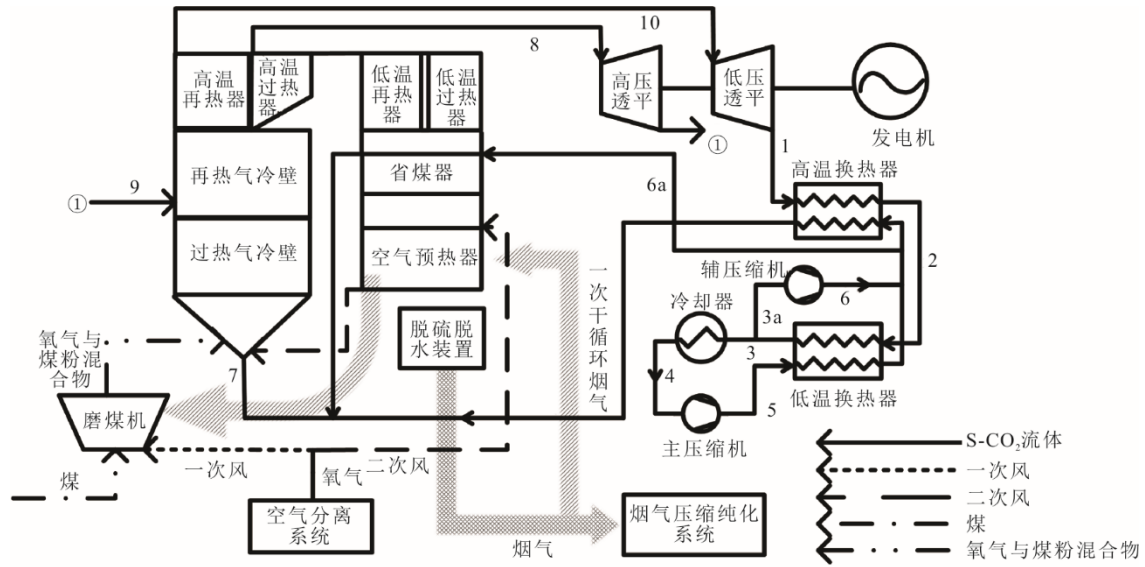 10
8
高温
再热器
高温
过热
器
低温
再热
器
低温
过热
器
高压
透平
低压
透平
发电机
①
1
9
①
再热气冷壁
省煤器
6a
高温换热器
过热气冷壁
空气预热器
一次干循环烟气
辅压缩机
2
6
冷却器
3a
3
氧气与
煤粉混
合物
脱硫脱
水装置
7
4
5
低温换热器
主压缩机
磨煤机
一次风
二次风
氧气
煤
空气分离
系统
烟气
烟气压缩纯化
系统
S-CO₂流体
一次风
二次风
煤
氧气与煤粉混合物